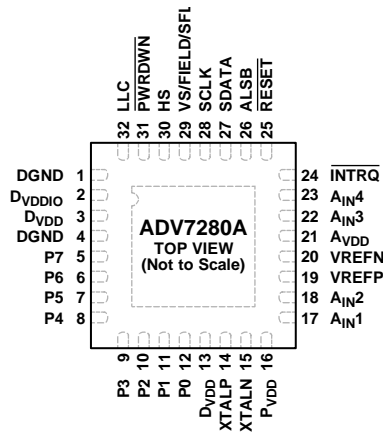 32 LLC
31 PWRDWN
30 HS
29 VS/FIELD/SFL
28 SCLK
27 SDATA
26 ALSB
25 RESET
DGND 1
DVDDIO 2
DVDD 3
DGND 4
P7 5
P6 6
P5 7
P4 8
ADV7280A
TOP VIEW
(Not to Scale)
24 INTRQ
23 AIN4
22 AIN3
21 AVDD
20 VREFN
19 VREFP
18 AIN2
17 AIN1
P3 9
P2 10
P1 11
P0 12
DVDD 13
XTALP 14
XTALN 15
PVDD 16